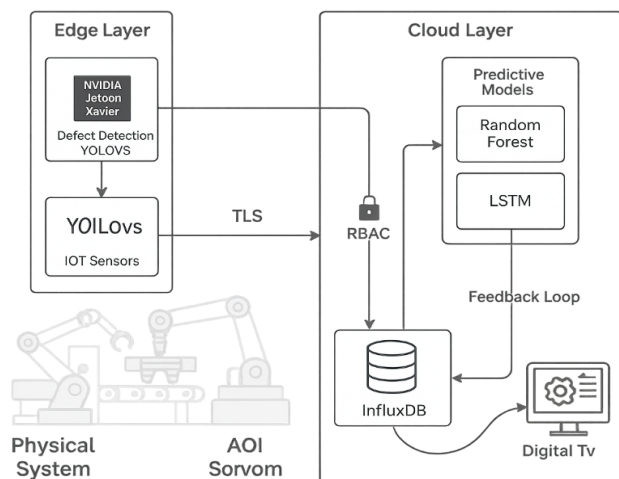 Edge Layer
NVIDIA
Jetoon
Xavier
Defect Detection
YOLOVS
YOILovs
IOT Sensors
TLS
Cloud Layer
Predictive
Models
Random
Forest
LSTM
RBAC
Feedback Loop
InfluxDB
Digital Tv
Physical
System
AOI
Sorvom